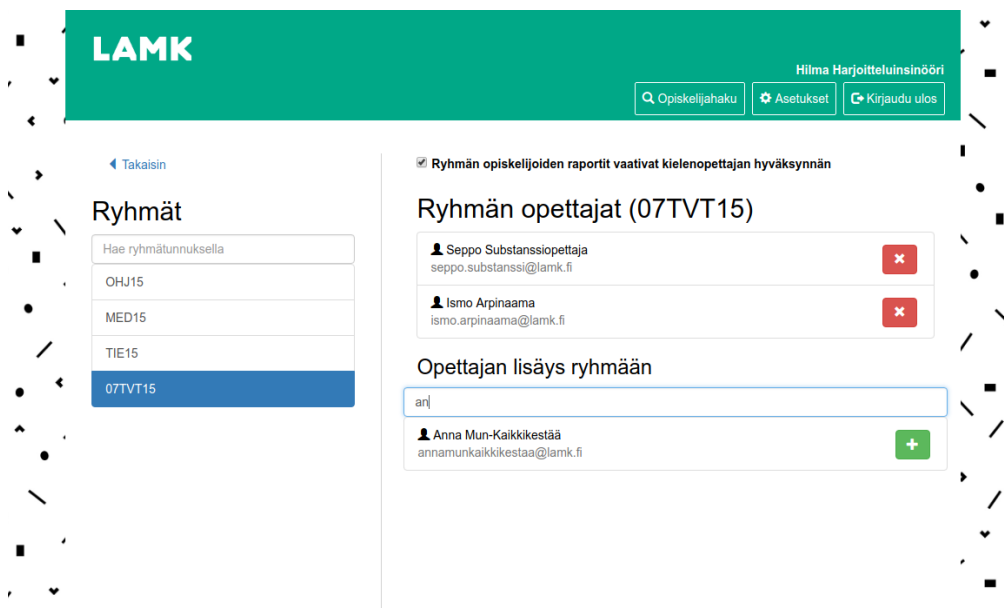 LAMK
Hilma Harjoitteluinsinööri
Opiskelijahaku
Asetukset
Kirjaudu ulos
Takaisin
Ryhmät
Hae ryhmätunnuksella
OHJ15
MED15
TIE15
07TVT15
Ryhmän opiskelijoiden raportit vaativat kielenopettajan hyväksynnän
Ryhmän opettajat (07TVT15)
Seppo Substanssiopettaja
seppo.substanssi@lamk.fi
Ismo Arpinaama
ismo.arpinaama@lamk.fi
Opettajan lisäys ryhmään
an
Anna Mun-Kaikkikestää
annamunkaikkikestaa@lamk.fi